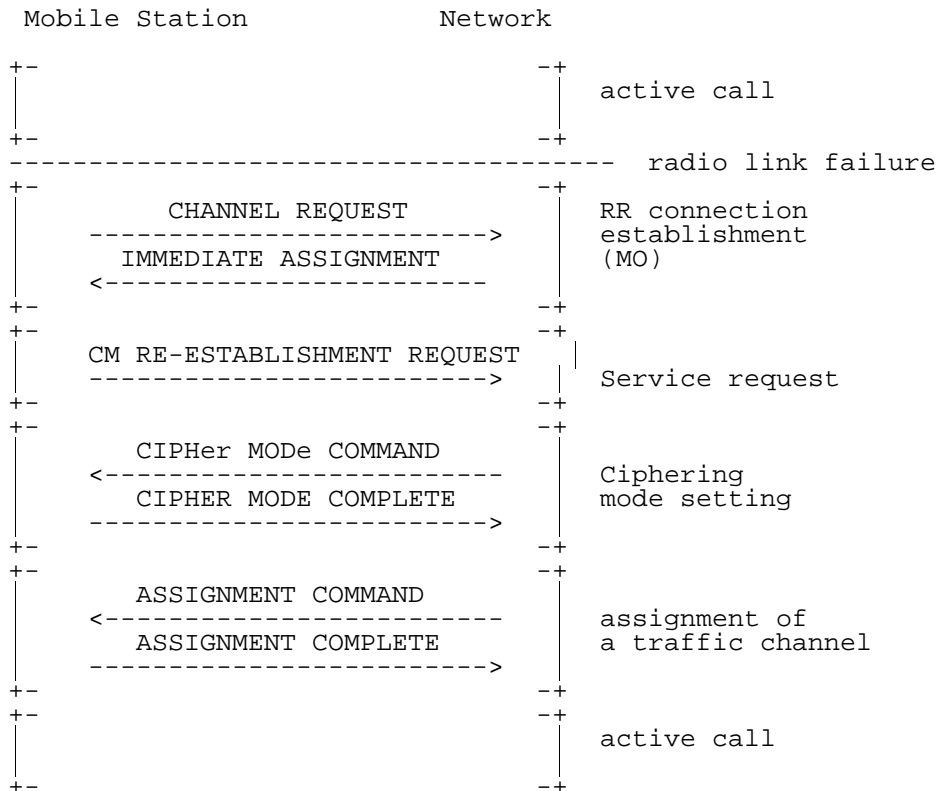 Mobile Station Network
active call
radio link failure
CHANNEL REQUEST RR connection
establishment
IMMEDIATE ASSIGNMENT (MO)
CM RE-ESTABLISHMENT REQUEST
Service request
CIPHer MODe COMMAND
Ciphering
CIPHER MODE COMPLETE mode setting
ASSIGNMENT COMMAND
assignment of
ASSIGNMENT COMPLETE a traffic channel
active call